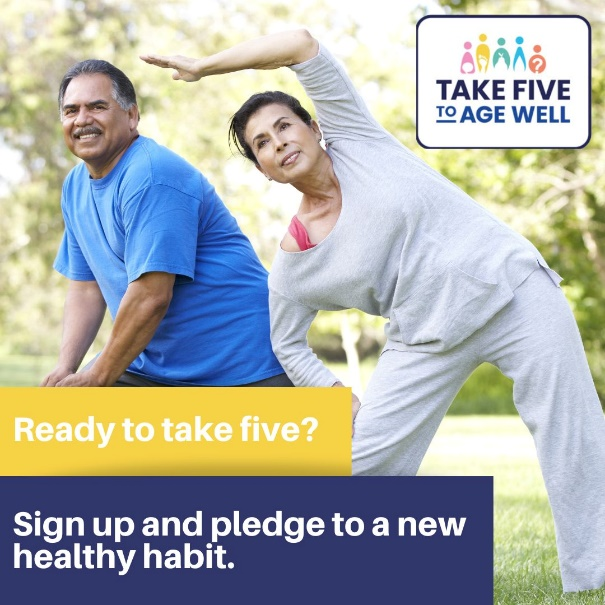 TAKE FIVE
TO AGE WELL
Ready to take five?
Sign up and pledge to a new
healthy habit.